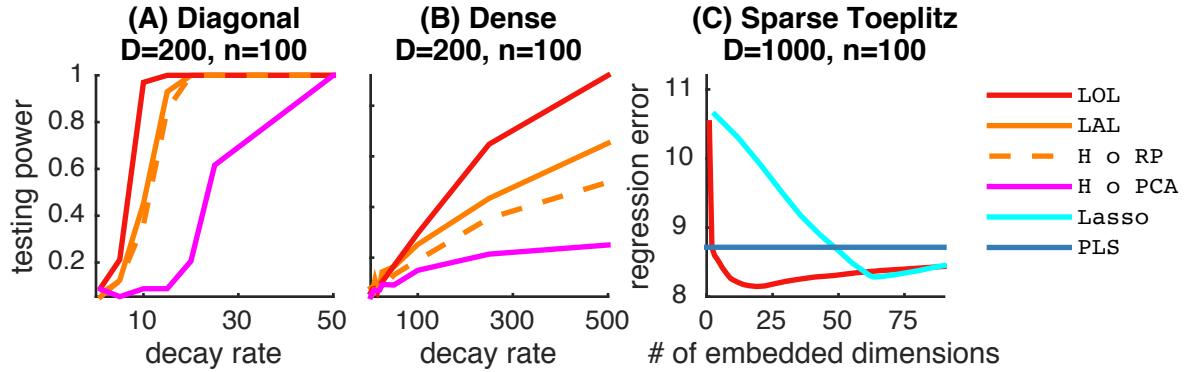 (A) Diagonal
D=200, n=100
(B) Dense
D=200, n=100
(C) Sparse Toeplitz
D=1000, n=100
testing power
1
0.8
0.6
0.4
0.2
10
30
50
decay rate
100
300
500
decay rate
regression error
11
10
9
8
0
25
50
75
# of embedded dimensions
LOL
LAL
H o RP
H o PCA
Lasso
PLS